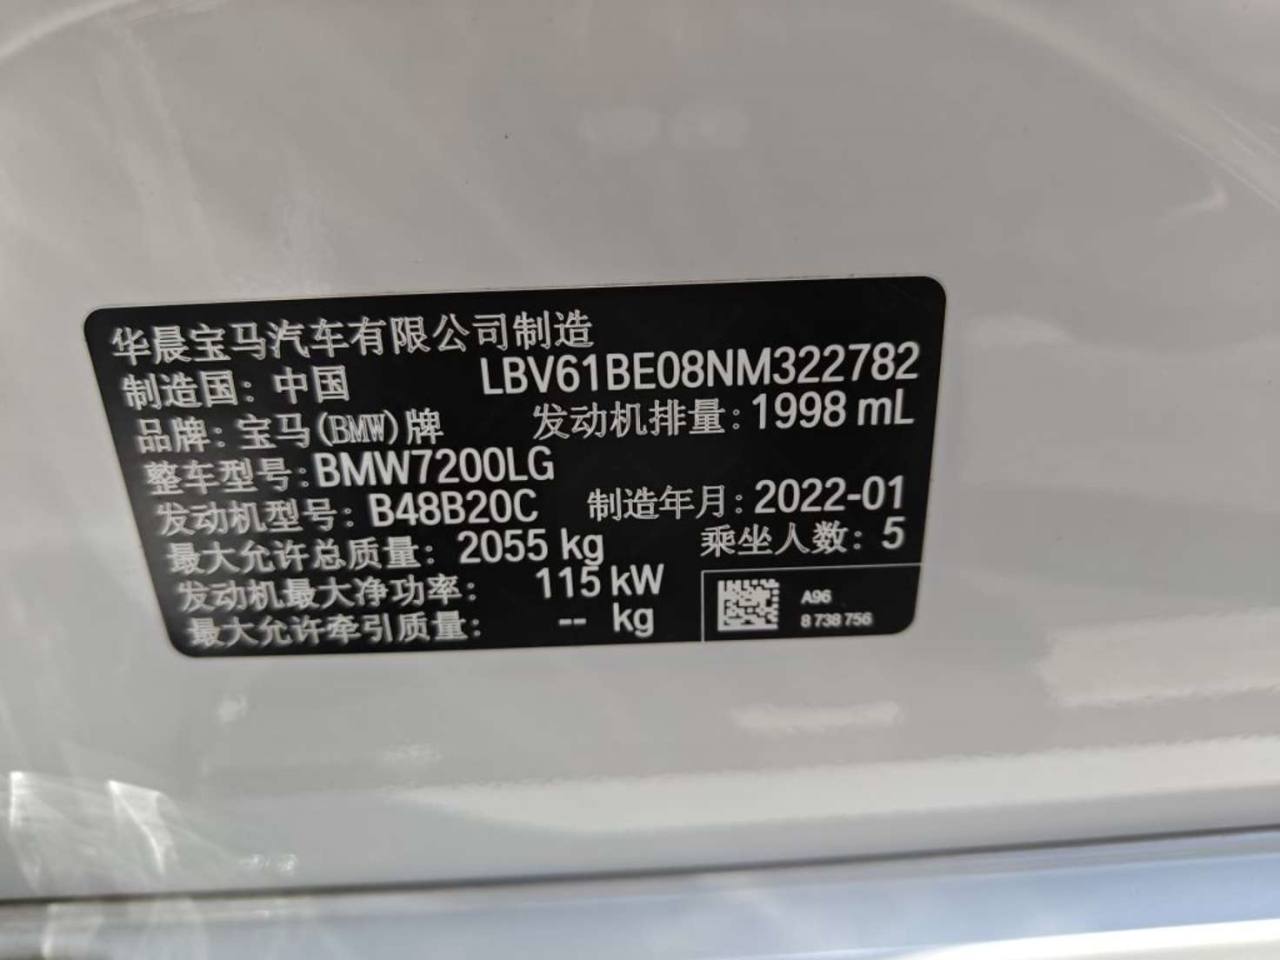 华晨宝马汽车有限公司制造
制造国: 中国 LBV61BE08NM322782
品牌: 宝马(BMW)牌 发动机排量: 1998 mL
整车型号: BMW7200LG
发动机型号: B48B20C 制造年月: 2022-01
最大允许总质量: 2055 kg 乘坐人数: 5
发动机最大净功率: 115 kW
最大允许牵引质量: -- kg
A96
8 738 756